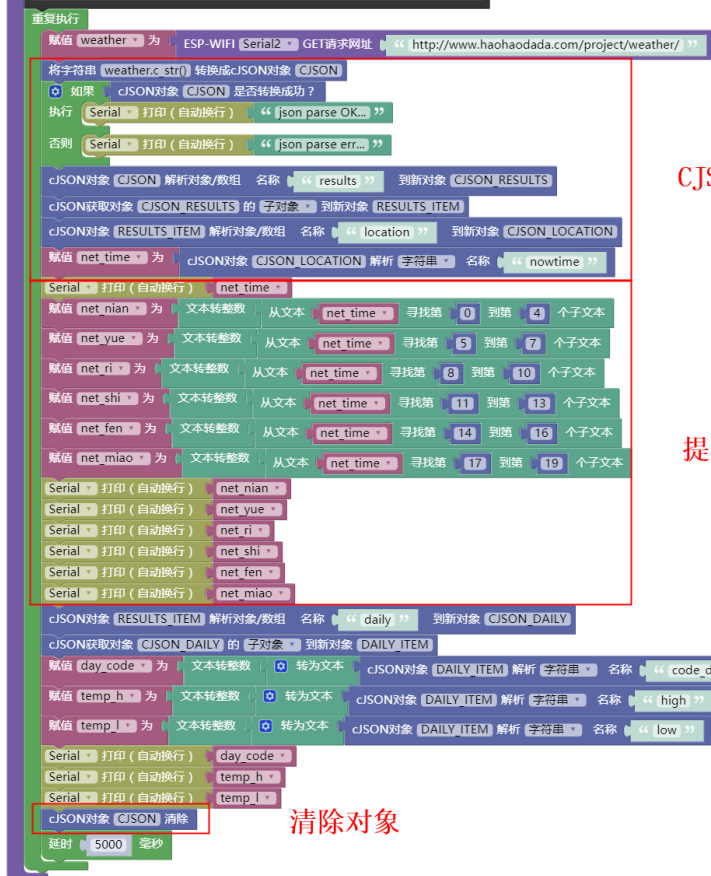 重复执行
赋值 weather 为 ESP-WIFI Serial2 GET请求网址 “ http://www.haohaodada.com/project/weather/ ”
将字符串 weather.c_str() 转换成cJSON对象 CJSON
如果 cJSON对象 CJSON 是否转换成功？
执行 Serial 打印（自动换行） “ json parse OK... ”
否则 Serial 打印（自动换行） “ json parse err... ”
cJSON对象 CJSON 解析对象/数组 名称 “ results ” 到新对象 CJSON_RESULTS
CJS
cJSON获取对象 CJSON_RESULTS 的 子对象 到新对象 RESULTS_ITEM
cJSON对象 RESULTS_ITEM 解析对象/数组 名称 “ location ” 到新对象 CJSON_LOCATION
赋值 net_time 为 cJSON对象 CJSON_LOCATION 解析 字符串 名称 “ nowtime ”
Serial 打印（自动换行） net_time
赋值 net_nian 为 文本转整数 从文本 net_time 寻找第 0 到第 4 个子文本
赋值 net_yue 为 文本转整数 从文本 net_time 寻找第 5 到第 7 个子文本
赋值 net_ri 为 文本转整数 从文本 net_time 寻找第 8 到第 10 个子文本
赋值 net_shi 为 文本转整数 从文本 net_time 寻找第 11 到第 13 个子文本
赋值 net_fen 为 文本转整数 从文本 net_time 寻找第 14 到第 16 个子文本
提
赋值 net_miao 为 文本转整数 从文本 net_time 寻找第 17 到第 19 个子文本
Serial 打印（自动换行） net_nian
Serial 打印（自动换行） net_yue
Serial 打印（自动换行） net_ri
Serial 打印（自动换行） net_shi
Serial 打印（自动换行） net_fen
Serial 打印（自动换行） net_miao
cJSON对象 RESULTS_ITEM 解析对象/数组 名称 “ daily ” 到新对象 CJSON_DAILY
cJSON获取对象 CJSON_DAILY 的 子对象 到新对象 DAILY_ITEM
赋值 day_code 为 文本转整数 转为文本 cJSON对象 DAILY_ITEM 解析 字符串 名称 “ code_d
赋值 temp_h 为 文本转整数 转为文本 cJSON对象 DAILY_ITEM 解析 字符串 名称 “ high ”
赋值 temp_l 为 文本转整数 转为文本 cJSON对象 DAILY_ITEM 解析 字符串 名称 “ low ”
Serial 打印（自动换行） day_code
Serial 打印（自动换行） temp_h
Serial 打印（自动换行） temp_l
cJSON对象 CJSON 清除
清除对象
延时 5000 毫秒